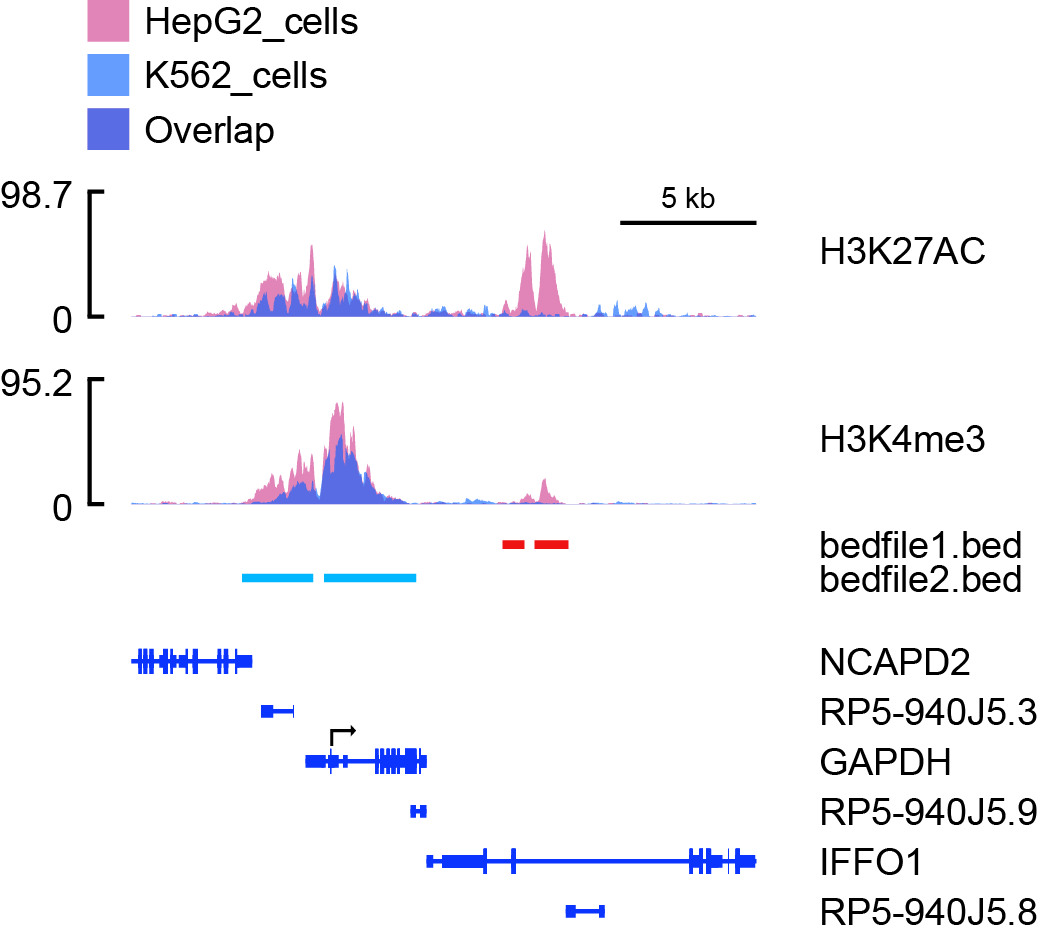 HepG2_cells
K562_cells
Overlap
98.7
5 kb
H3K27AC
0
95.2
H3K4me3
0
bedfile1.bed
bedfile2.bed
NCAPD2
RP5-940J5.3
GAPDH
RP5-940J5.9
IFFO1
RP5-940J5.8